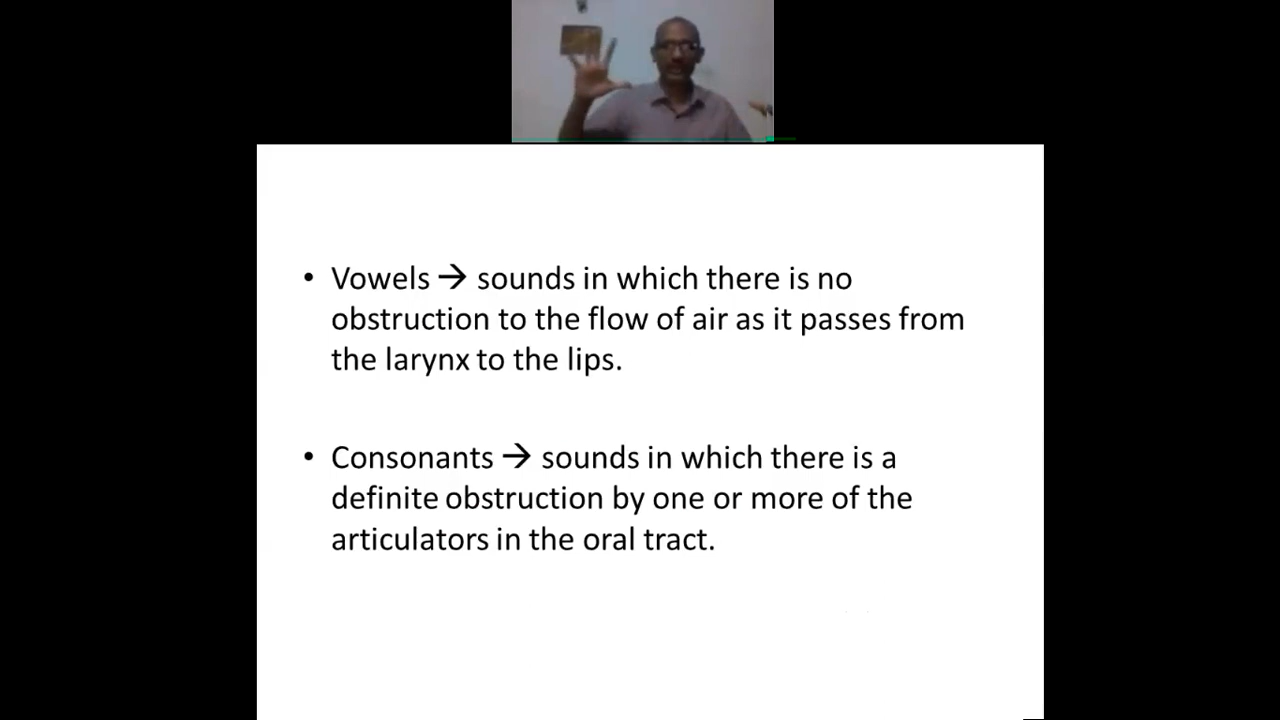 • Vowels → sounds in which there is no
obstruction to the flow of air as it passes from
the larynx to the lips.
• Consonants → sounds in which there is a
definite obstruction by one or more of the
articulators in the oral tract.